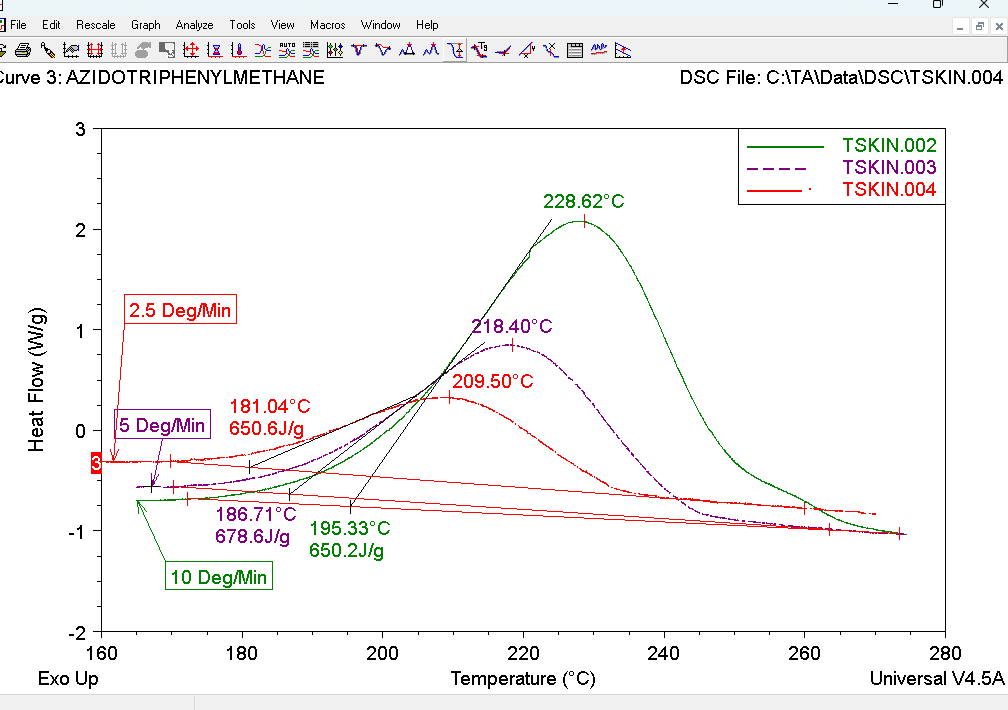 File Edit Rescale Graph Analyze Tools View Macros Window Help
Curve 3: AZIDOTRIPHENYLMETHANE
DSC File: C:\TA\Data\DSC\TSKIN.004
TSKIN.002
TSKIN.003
TSKIN.004
3
2
1
0
-1
-2
Heat Flow (W/g)
228.62°C
2.5 Deg/Min
218.40°C
209.50°C
181.04°C
650.6J/g
5 Deg/Min
3
186.71°C
678.6J/g
195.33°C
650.2J/g
10 Deg/Min
160 180 200 220 240 260 280
Exo Up
Temperature (°C)
Universal V4.5A